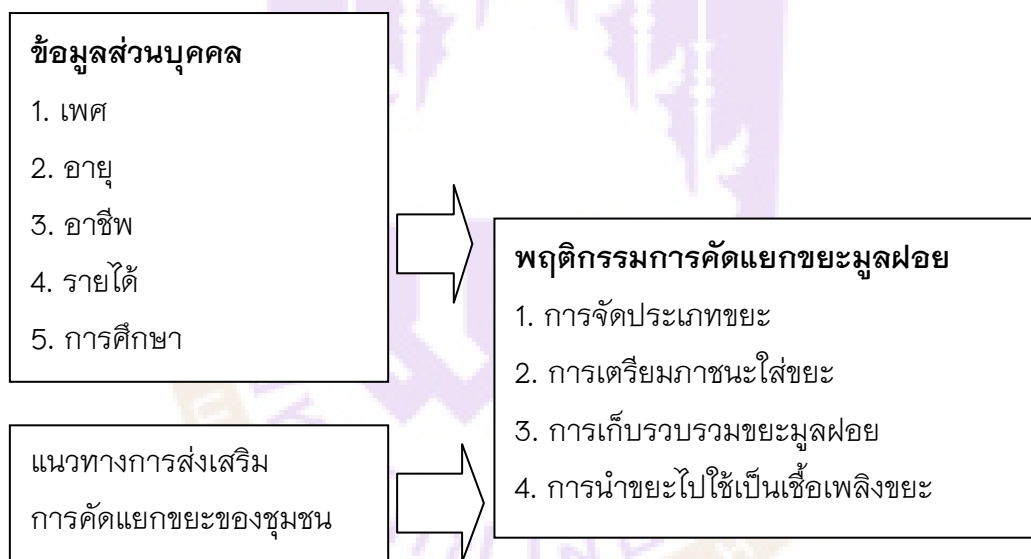 ข้อมูลส่วนบุคคล
1. เพศ
2. อายุ
3. อาชีพ
4. รายได้
5. การศึกษา
แนวทางการส่งเสริม
การคัดแยกขยะของชุมชน
พฤติกรรมการคัดแยกขยะมูลฝอย
1. การจัดประเภทขยะ
2. การเตรียมภาชนะใส่ขยะ
3. การเก็บรวบรวมขยะมูลฝอย
4. การนำขยะไปใช้เป็นเชื้อเพลิงขยะ